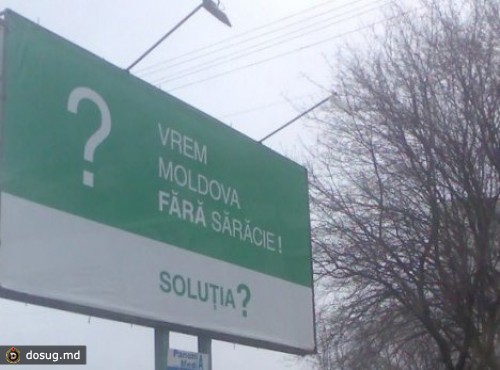 ?
VREM
MOLDOVA
FĂRĂ SĂRĂCIE!
SOLUȚIA?
dosug.md